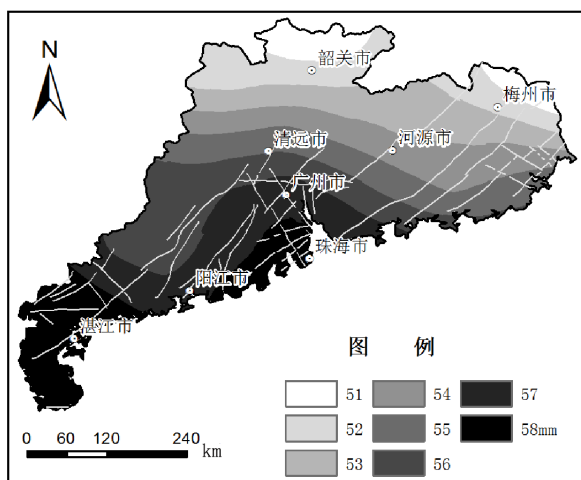 N
韶关市
梅州市
清远市
河源市
广州市
珠海市
阳江市
湛江市
图 例
51 54 57
52 55 58mm
53 56
0 60 120 240
km